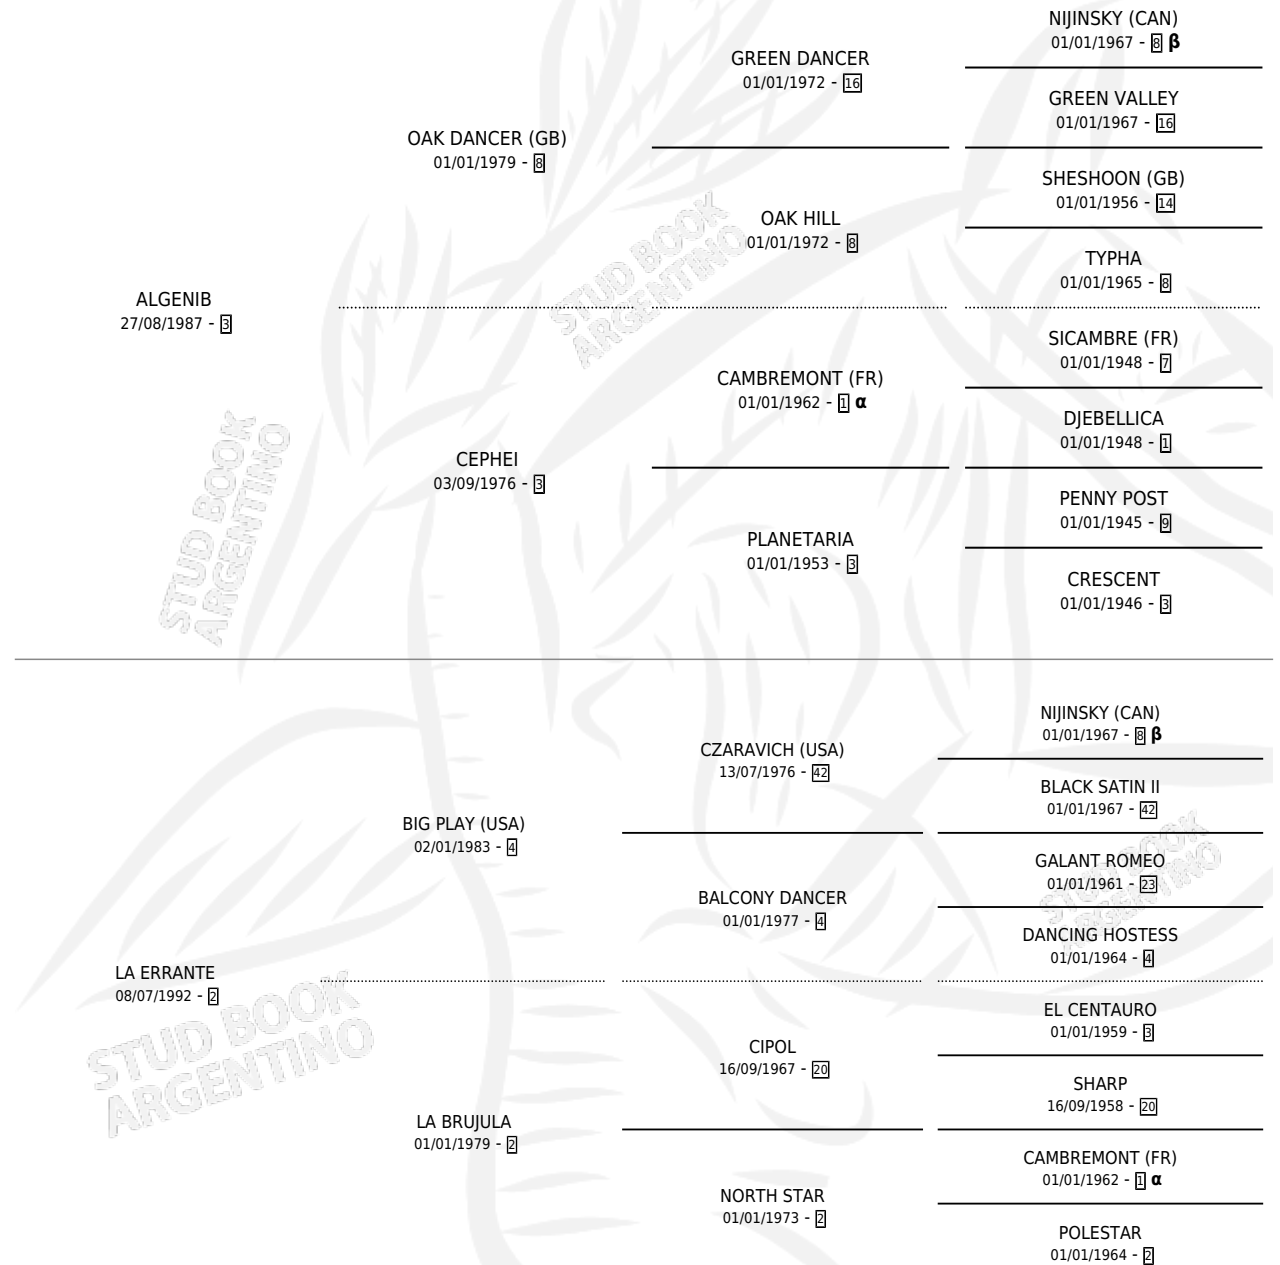 NIJINSKY (CAN)
01/01/1967 - 8 β
GREEN DANCER
01/01/1972 - 16
GREEN VALLEY
01/01/1967 - 16
OAK DANCER (GB)
01/01/1979 - 8
SHESHOON (GB)
01/01/1956 - 14
OAK HILL
01/01/1972 - 8
TYPHA
01/01/1965 - 8
ALGENIB
27/08/1987 - 3
SICAMBRE (FR)
01/01/1948 - 7
CAMBREMONT (FR)
01/01/1962 - 1 α
DJEBELLICA
01/01/1948 - 1
CEPHEI
03/09/1976 - 3
PENNY POST
01/01/1945 - 9
PLANETARIA
01/01/1953 - 3
CRESCENT
01/01/1946 - 3
NIJINSKY (CAN)
01/01/1967 - 8 β
CZARAVICH (USA)
13/07/1976 - 42
BLACK SATIN II
01/01/1967 - 42
BIG PLAY (USA)
02/01/1983 - 4
GALANT ROMEO
01/01/1961 - 23
BALCONY DANCER
01/01/1977 - 4
DANCING HOSTESS
01/01/1964 - 4
LA ERRANTE
08/07/1992 - 2
EL CENTAURO
01/01/1959 - 3
CIPOL
16/09/1967 - 20
SHARP
16/09/1958 - 20
LA BRUJULA
01/01/1979 - 2
CAMBREMONT (FR)
01/01/1962 - 1 α
NORTH STAR
01/01/1973 - 2
POLESTAR
01/01/1964 - 2
STUD BOOK
ARGENTINO
STUD BOOK
ARGENTINO
STUD BOOK
ARGENTINO
STUD BOOK
ARGENTINO